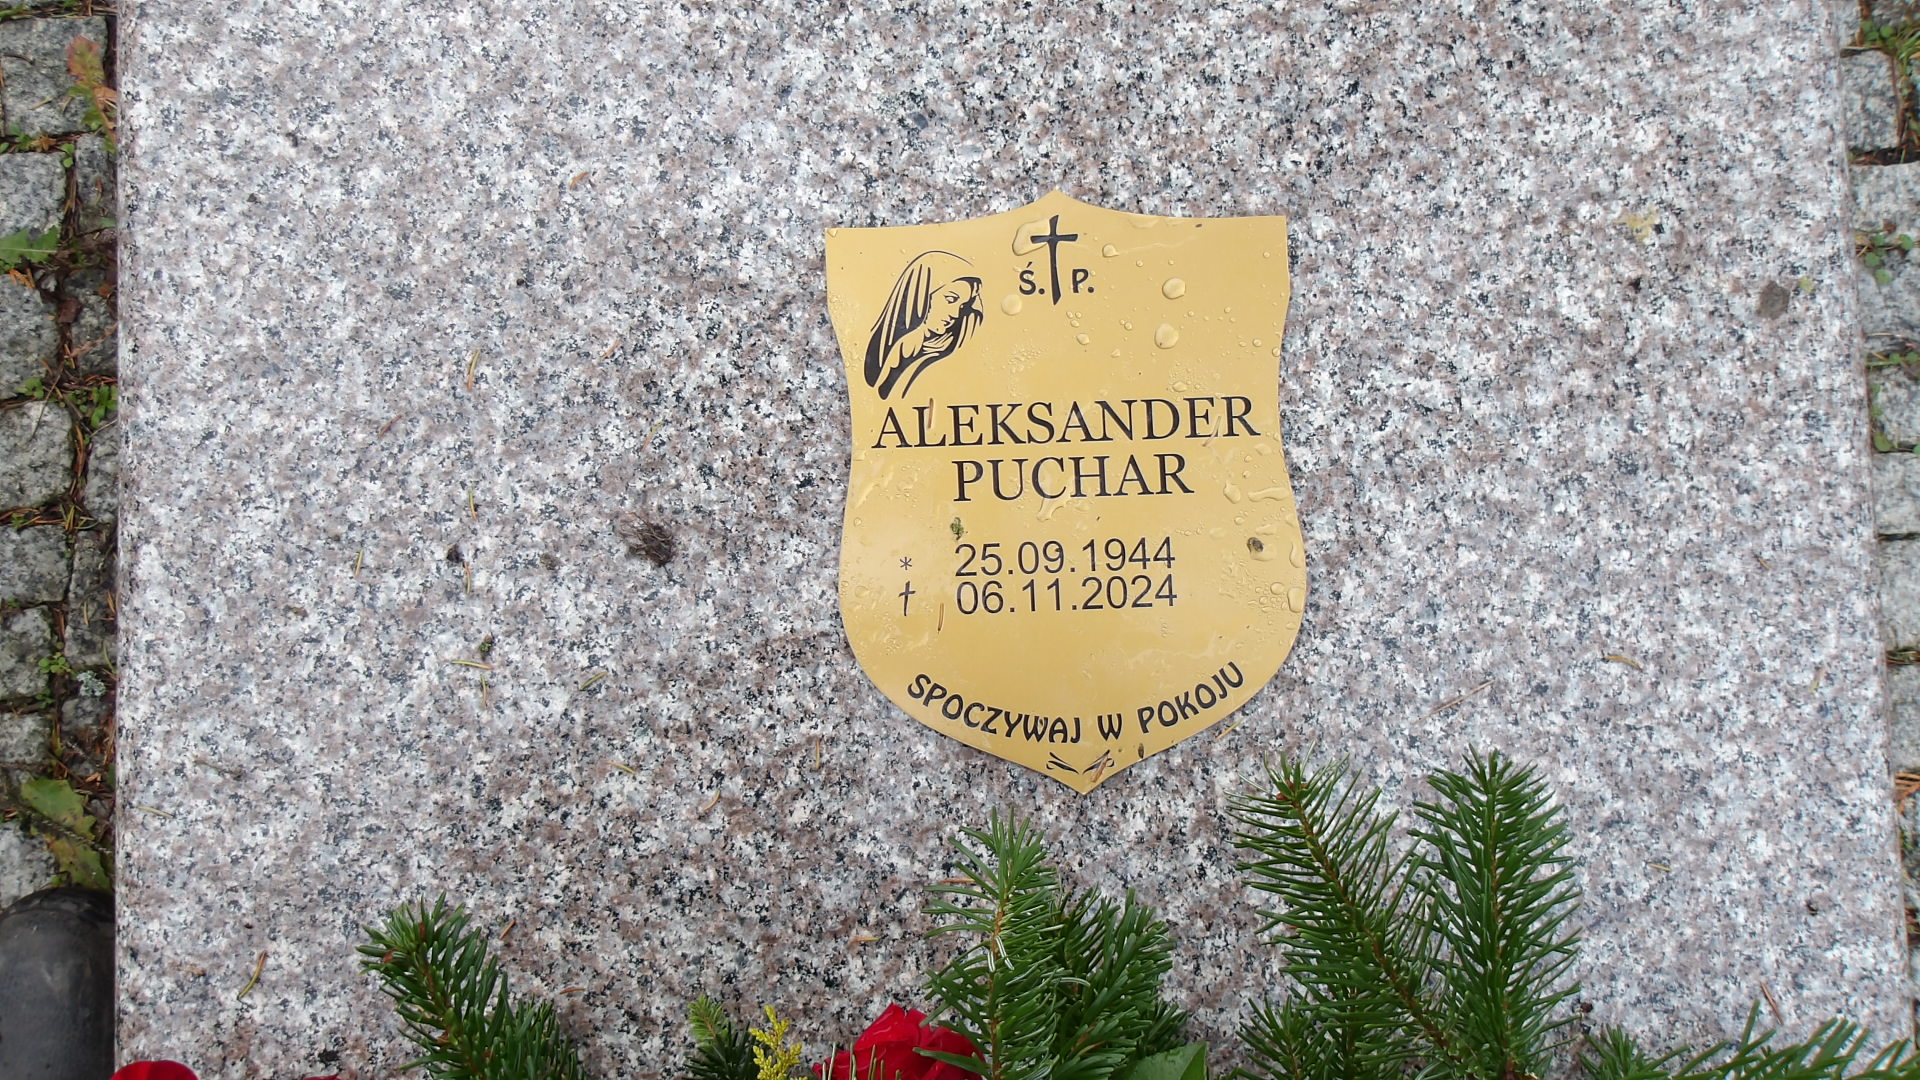 Ś. P.
ALEKSANDER
PUCHAR
* 25.09.1944
† 06.11.2024
SPOCZYWAJ W POKOJU